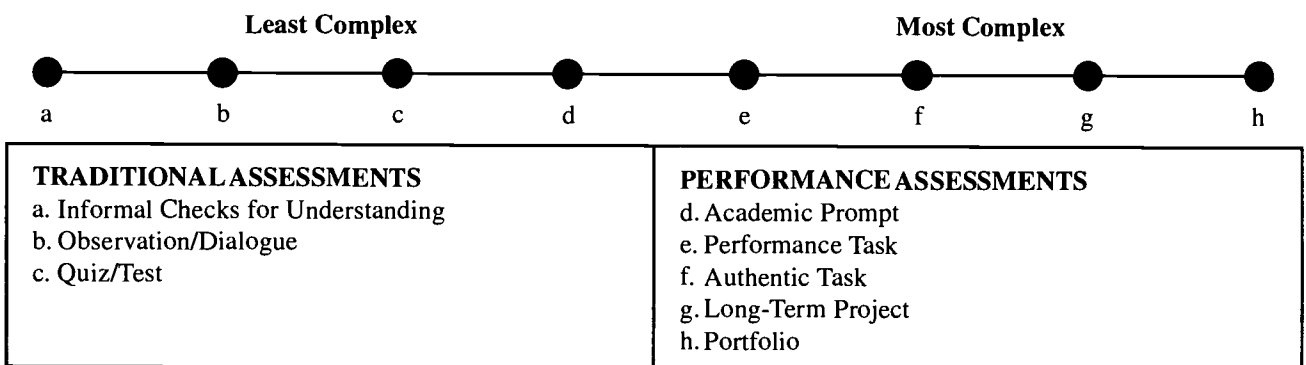 Least Complex Most Complex
a b c d e f g h
TRADITIONAL ASSESSMENTS
a. Informal Checks for Understanding
b. Observation/Dialogue
c. Quiz/Test
PERFORMANCE ASSESSMENTS
d. Academic Prompt
e. Performance Task
f. Authentic Task
g. Long-Term Project
h. Portfolio